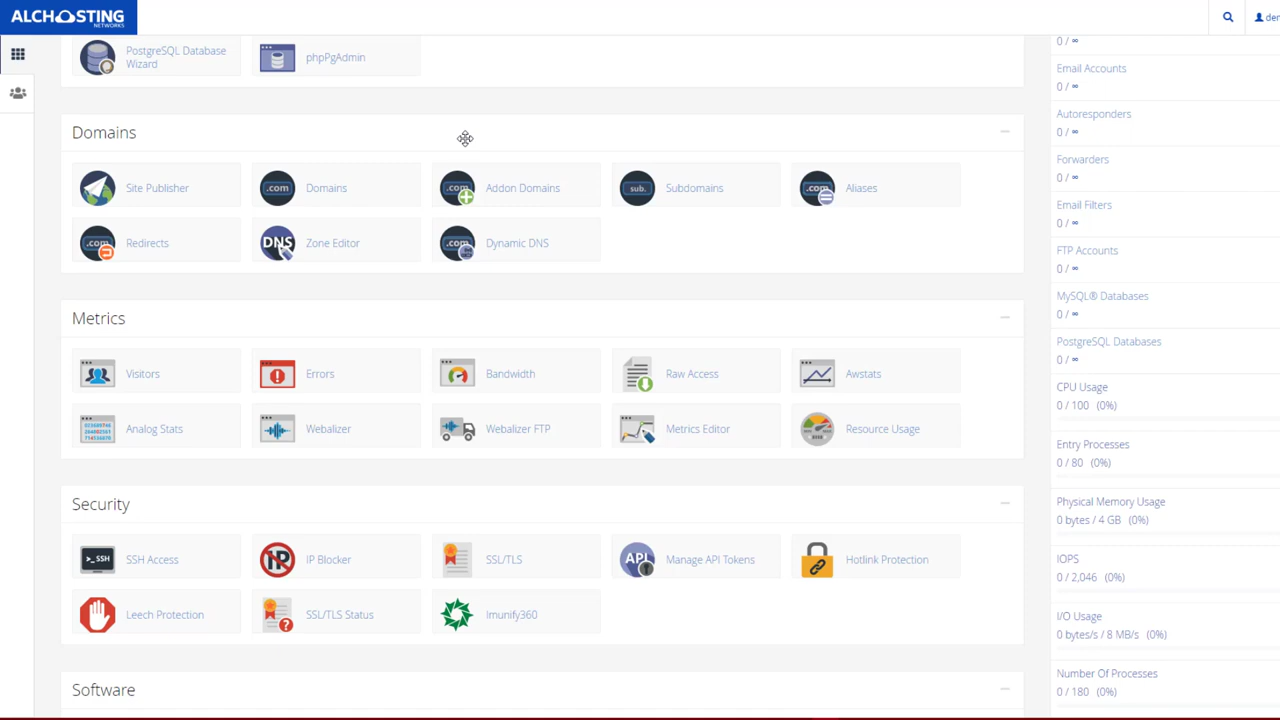 ALCHOSTING
NETWORKS
der
PostgreSQL Database
Wizard
phpPgAdmin
Domains
Site Publisher
.com
Domains
.com
Addon Domains
sub.
Subdomains
.com
Aliases
.com
Redirects
DNS
Zone Editor
.com
Dynamic DNS
Metrics
Visitors
Errors
Bandwidth
Raw Access
Awstats
Analog Stats
Webalizer
Webalizer FTP
Metrics Editor
Resource Usage
Security
>_SSH
SSH Access
IP
IP Blocker
SSL/TLS
API
Manage API Tokens
Hotlink Protection
Leech Protection
SSL/TLS Status
Imunify360
Software
0 / ∞
Email Accounts
0 / ∞
Autoresponders
0 / ∞
Forwarders
0 / ∞
Email Filters
0 / ∞
FTP Accounts
0 / ∞
MySQL® Databases
0 / ∞
PostgreSQL Databases
0 / ∞
CPU Usage
0 / 100 (0%)
Entry Processes
0 / 80 (0%)
Physical Memory Usage
0 bytes / 4 GB (0%)
IOPS
0 / 2,046 (0%)
I/O Usage
0 bytes/s / 8 MB/s (0%)
Number Of Processes
0 / 180 (0%)